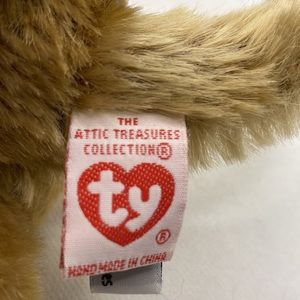 THE
ATTIC TREASURES
COLLECTION®
ty
®
HAND MADE IN CHINA